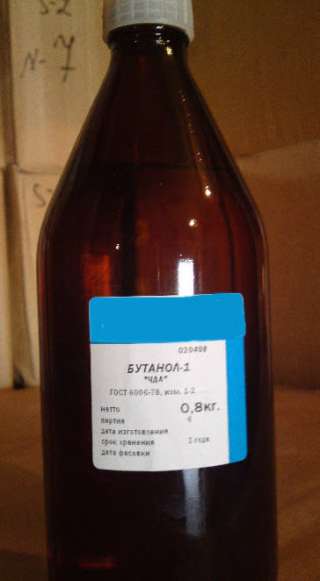 S-2
N-7
S-2
020498
БУТАНОЛ-1
"ЧДА"
ГОСТ 6006-78, изм. 1-2
нетто 0,8кг.
партия
дата изготовления
срок хранения 1 года
дата фасовки